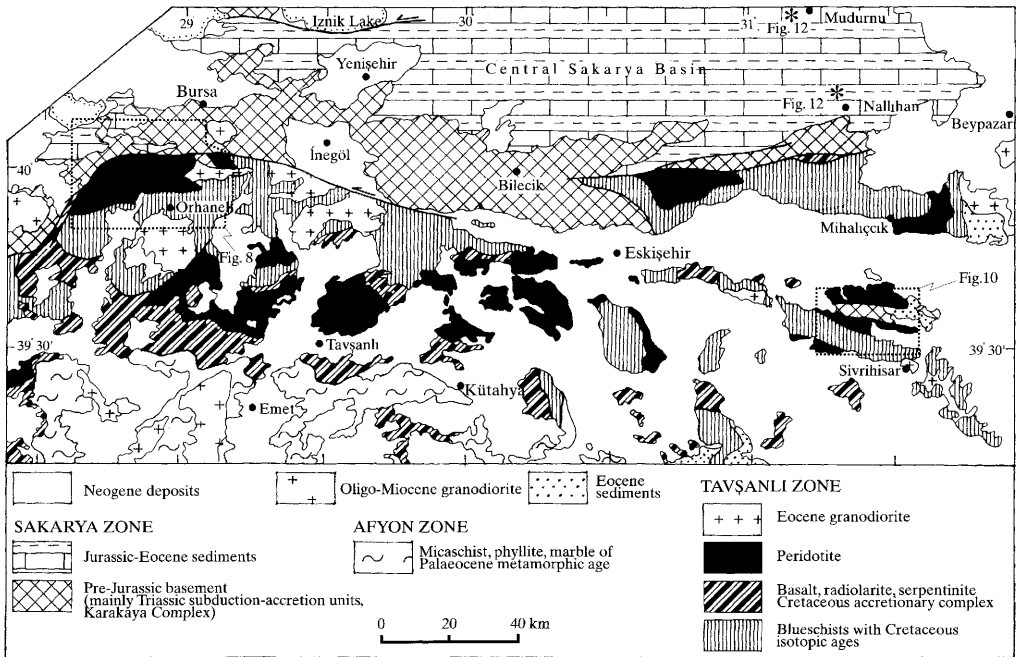 29
Iznik Lake
30
31°
Mudurnu
Fig. 12
Yenişehir
Central Sakarya Basin
Bursa
Fig. 12
Nallıhan
Beypazar
İnegöl
40°
Bilecik
Orhaneli
Mihalıçcık
Fig. 8
Eskişehir
Fig.10
39° 30'
Tavşanlı
39° 30'
Sivrihisar
Kütahya
Emet
Neogene deposits
Oligo-Miocene granodiorite
Eocene
sediments
TAVŞANLI ZONE
Eocene granodiorite
SAKARYA ZONE
AFYON ZONE
Jurassic-Eocene sediments
Micaschist, phyllite, marble of
Palaeocene metamorphic age
Peridotite
Pre-Jurassic basement
(mainly Triassic subduction-accretion units,
Karakaya Complex)
Basalt, radiolarite, serpentinite
Cretaceous accretionary complex
0 20 40 km
Blueschists with Cretaceous
isotopic ages